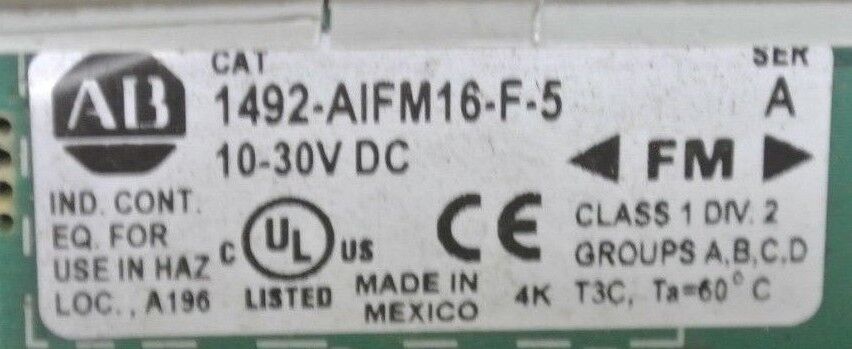 AB
CAT
1492-AIFM16-F-5
10-30V DC
SER
A
FM
IND. CONT.
EQ. FOR
USE IN HAZ
LOC., A196
C UL US
LISTED
CE
MADE IN
MEXICO
4K
CLASS 1 DIV. 2
GROUPS A,B,C,D
T3C, Ta=60°C